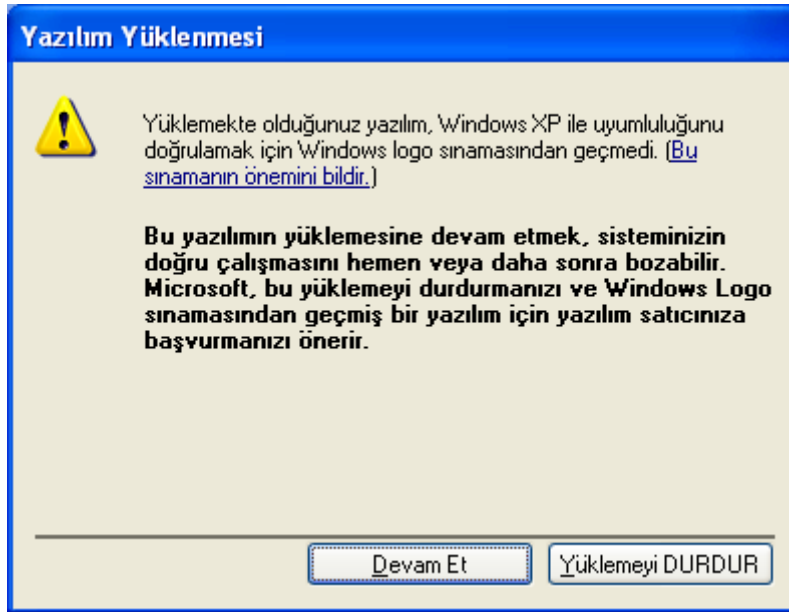 Yazılım Yüklenmesi
Yüklemekte olduğunuz yazılım, Windows XP ile uyumluluğunu
doğrulamak için Windows logo sınamasından geçmedi. (Bu
sınamanın önemini bildir.)
Bu yazılımın yüklemesine devam etmek, sisteminizin
doğru çalışmasını hemen veya daha sonra bozabilir.
Microsoft, bu yüklemeyi durdurmanızı ve Windows Logo
sınamasından geçmiş bir yazılım için yazılım satıcınıza
başvurmanızı önerir.
Devam Et
Yüklemeyi DURDUR